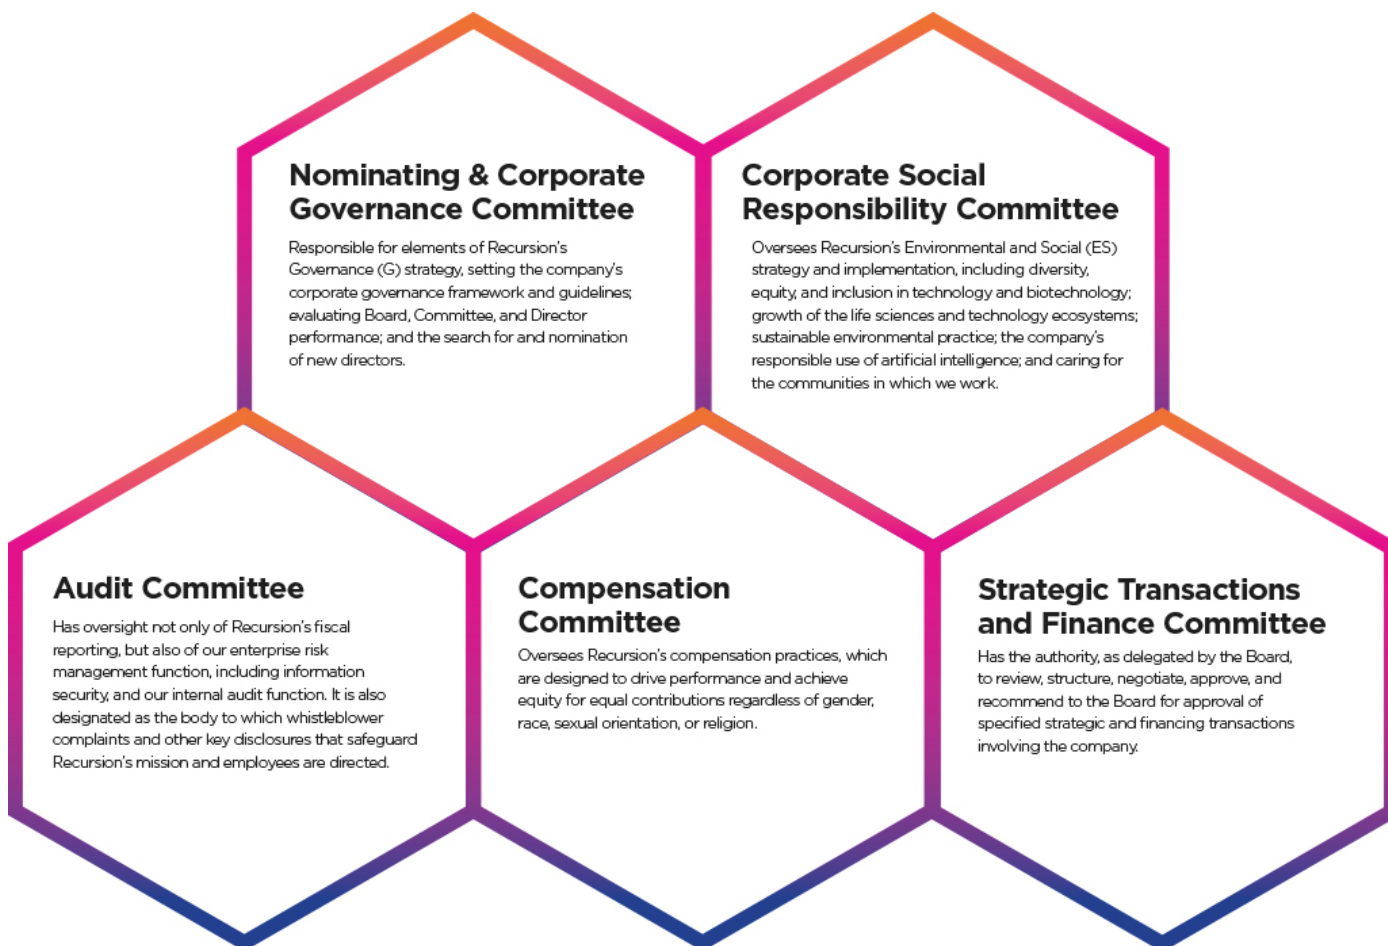 Nominating & Corporate
Governance Committee
Responsible for elements of Recursion's
Governance (G) strategy, setting the company's
corporate governance framework and guidelines;
evaluating Board, Committee, and Director
performance; and the search for and nomination
of new directors.
Corporate Social
Responsibility Committee
Oversees Recursion's Environmental and Social (ES)
strategy and implementation, including diversity,
equity, and inclusion in technology and biotechnology;
growth of the life sciences and technology ecosystems;
sustainable environmental practice; the company's
responsible use of artificial intelligence; and caring for
the communities in which we work.
Audit Committee
Has oversight not only of Recursion's fiscal
reporting, but also of our enterprise risk
management function, including information
security, and our internal audit function. It is also
designated as the body to which whistleblower
complaints and other key disclosures that safeguard
Recursion's mission and employees are directed.
Compensation
Committee
Oversees Recursion's compensation practices, which
are designed to drive performance and achieve
equity for equal contributions regardless of gender,
race, sexual orientation, or religion.
Strategic Transactions
and Finance Committee
Has the authority, as delegated by the Board,
to review, structure, negotiate, approve, and
recommend to the Board for approval of
specified strategic and financing transactions
involving the company.